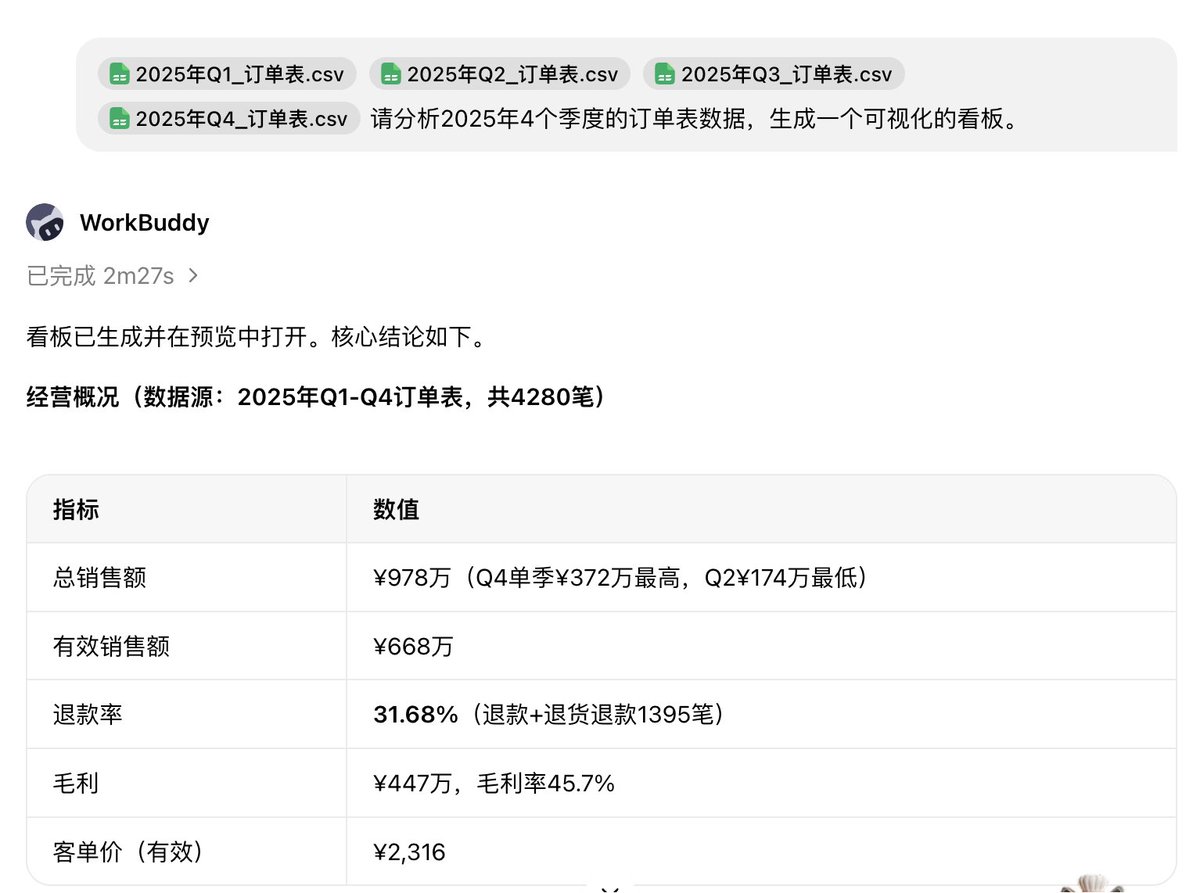 2025年Q1_订单表.csv 2025年Q2_订单表.csv 2025年Q3_订单表.csv
2025年Q4_订单表.csv 请分析2025年4个季度的订单表数据，生成一个可视化的看板。
WorkBuddy
已完成 2m27s
看板已生成并在预览中打开。核心结论如下。
经营概况（数据源：2025年Q1-Q4订单表，共4280笔）
指标 数值
总销售额 ¥978万（Q4单季¥372万最高，Q2¥174万最低）
有效销售额 ¥668万
退款率 31.68%（退款+退货退款1395笔）
毛利 ¥447万，毛利率45.7%
客单价（有效） ¥2,316